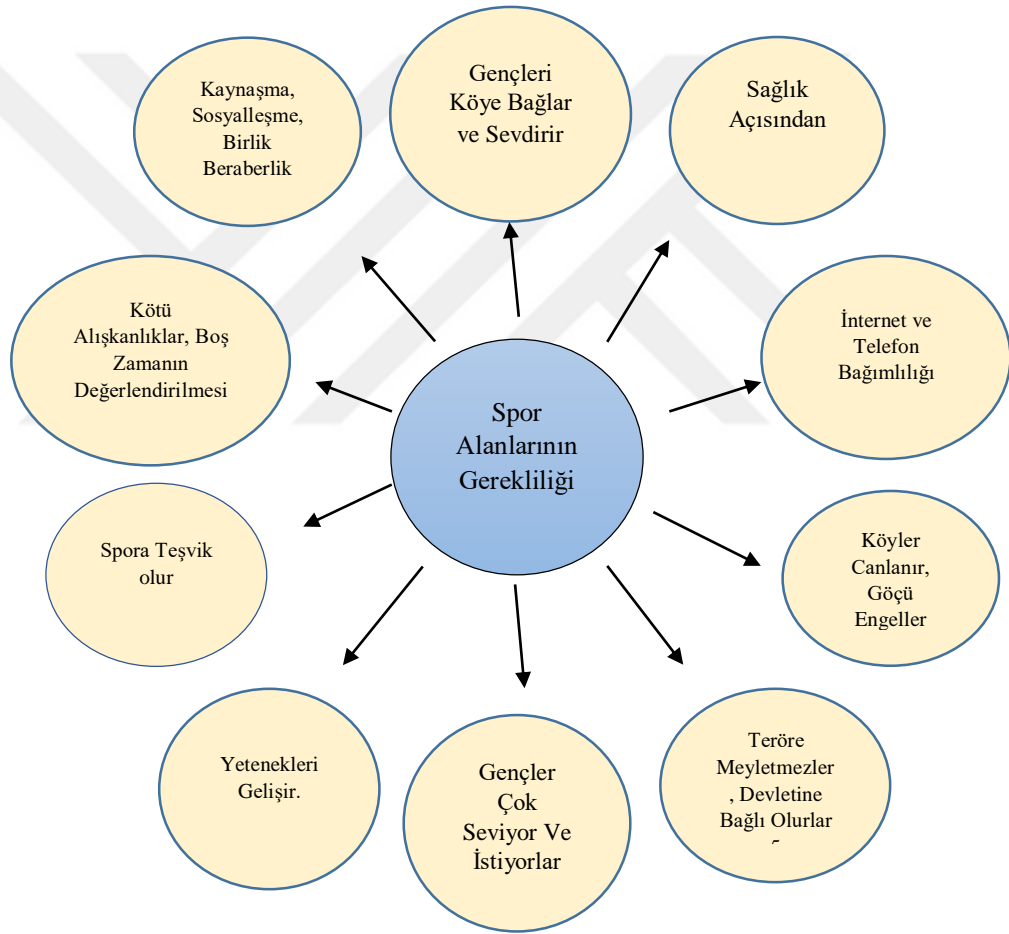 Kaynaşma,
Sosyalleşme,
Birlik
Beraberlik
Gençleri
Köye Bağlar
ve Sevdirir
Sağlık
Açısından
Kötü
Alışkanlıklar, Boş
Zamanın
Değerlendirilmesi
İnternet ve
Telefon
Bağımlılığı
Spor
Alanlarının
Gerekliliği
Spora Teşvik
olur
Köyler
Canlanır,
Göçü
Engeller
Yetenekleri
Gelişir.
Gençler
Çok
Seviyor Ve
İstiyorlar
Teröre
Meyletmezler
, Devletine
Bağlı Olurlar